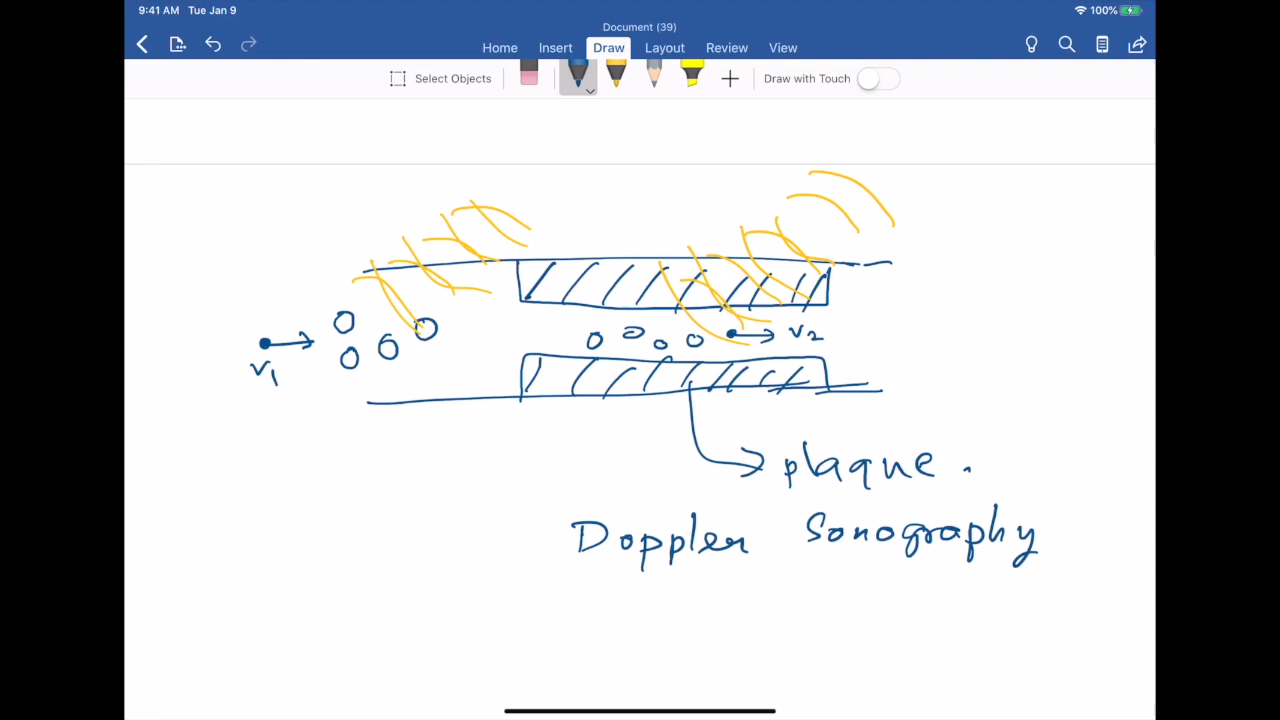 9:41 AM Tue Jan 9
100%
Document (39)
Home Insert Draw Layout Review View
Select Objects
Draw with Touch
v1
v2
plaque.
Doppler Sonography